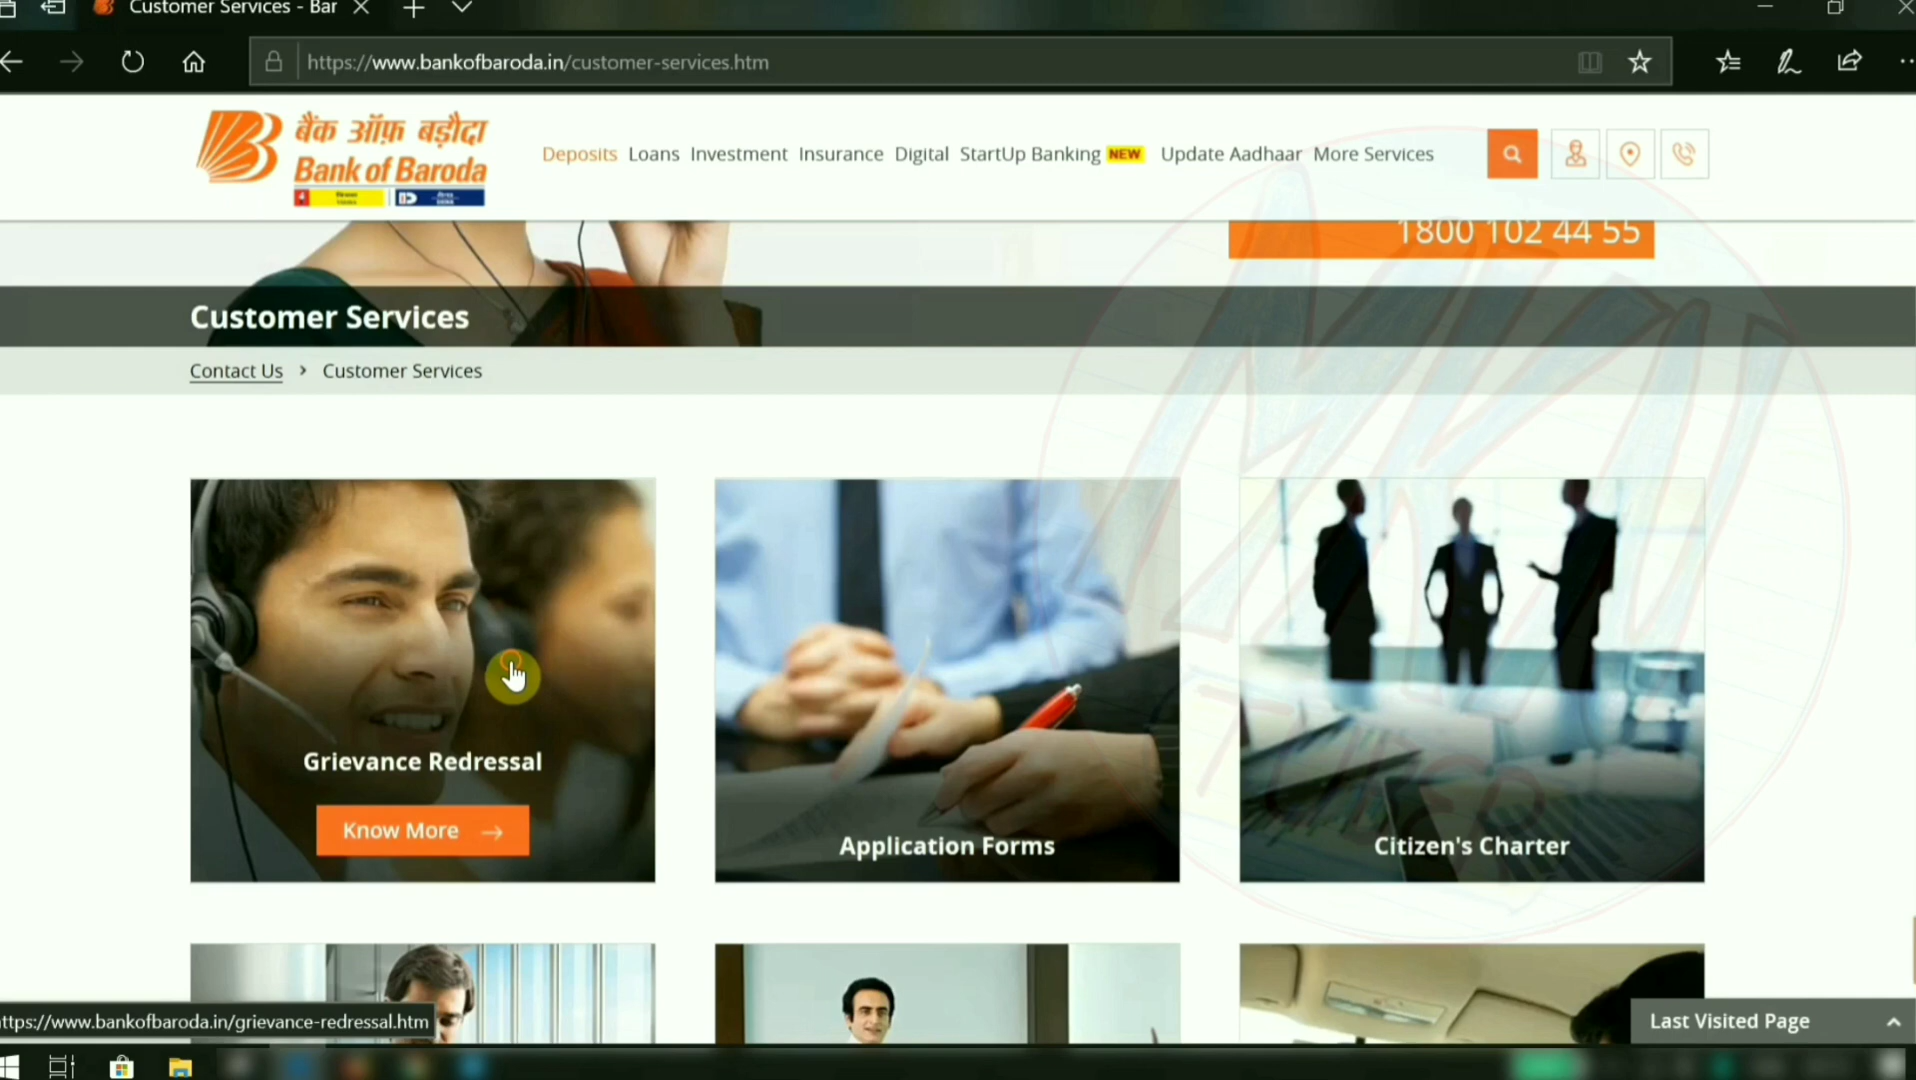 Customer Services - Bar
https://www.bankofbaroda.in/customer-services.htm
बैंक ऑफ़ बड़ौदा
Bank of Baroda
Deposits Loans Investment Insurance Digital StartUp Banking NEW Update Aadhaar More Services
1800 102 44 55
Customer Services
Contact Us > Customer Services
Grievance Redressal
Know More →
Application Forms
Citizen's Charter
ttps://www.bankofbaroda.in/grievance-redressal.htm
Last Visited Page